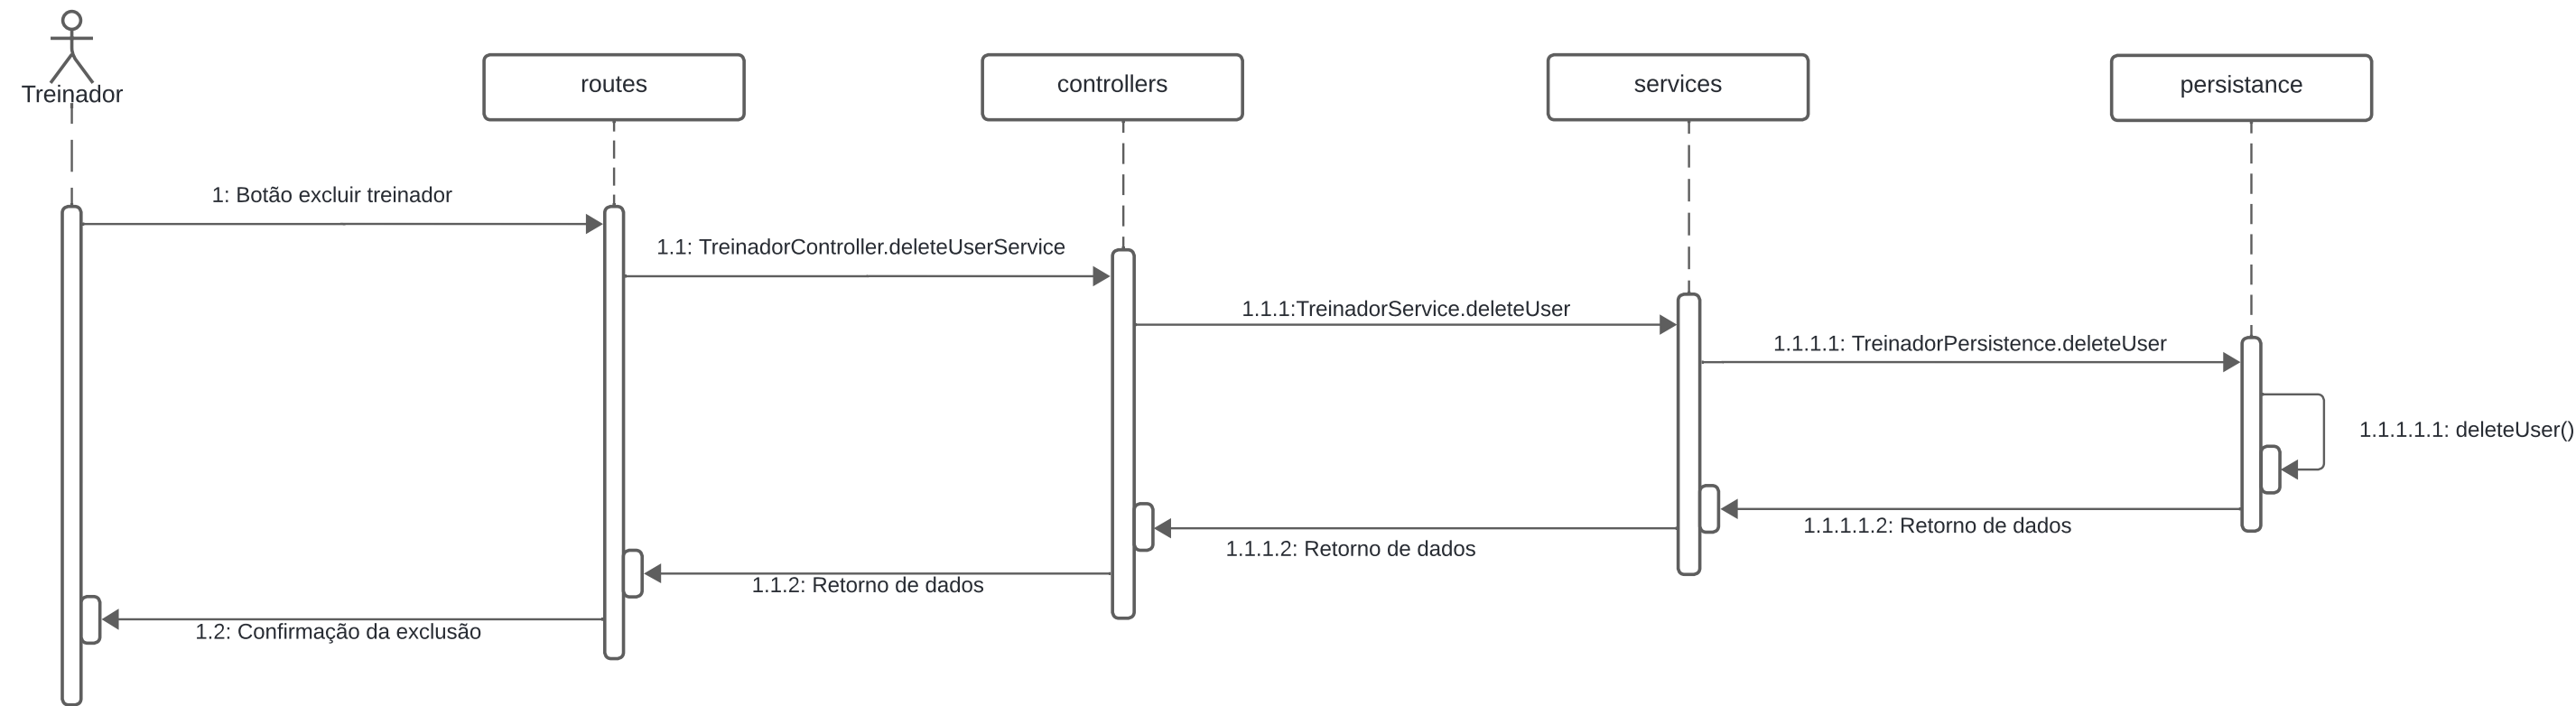 Treinador
routes
controllers
services
persistance
1: Botão excluir treinador
1.1: TreinadorController.deleteUserService
1.1.1:TreinadorService.deleteUser
1.1.1.1: TreinadorPersistence.deleteUser
1.1.1.1.1: deleteUser()
1.1.1.1.2: Retorno de dados
1.1.1.2: Retorno de dados
1.1.2: Retorno de dados
1.2: Confirmação da exclusão